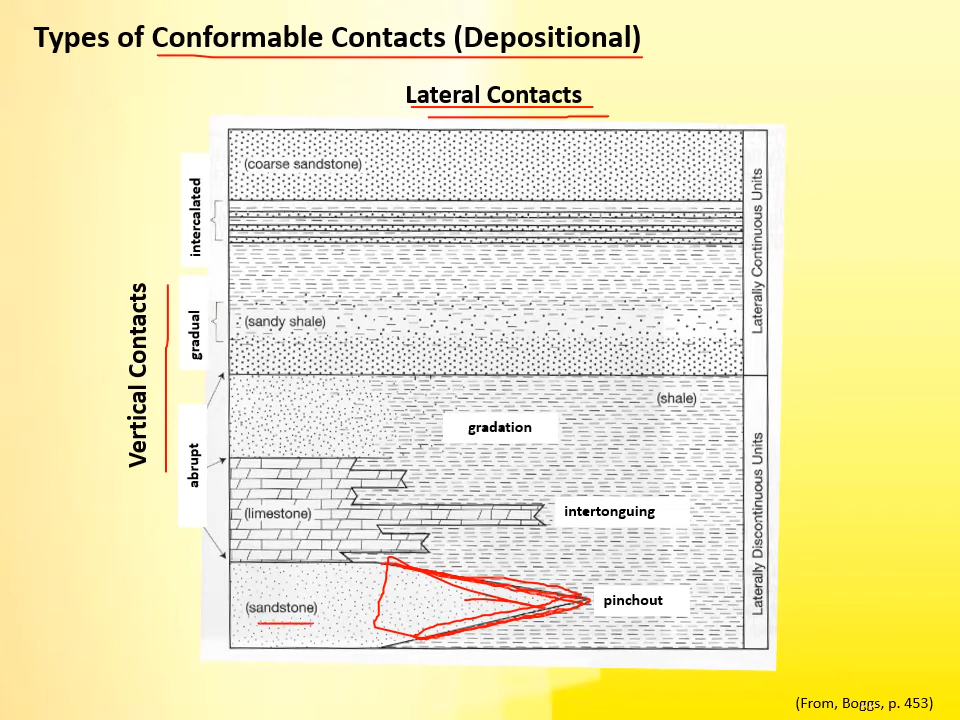 Types of Conformable Contacts (Depositional)
Lateral Contacts
(coarse sandstone)
intercalated
Laterally Continuous Units
Vertical Contacts
gradual
(sandy shale)
(shale)
gradation
abrupt
(limestone)
intertonguing
Laterally Discontinuous Units
(sandstone)
pinchout
(From, Boggs, p. 453)